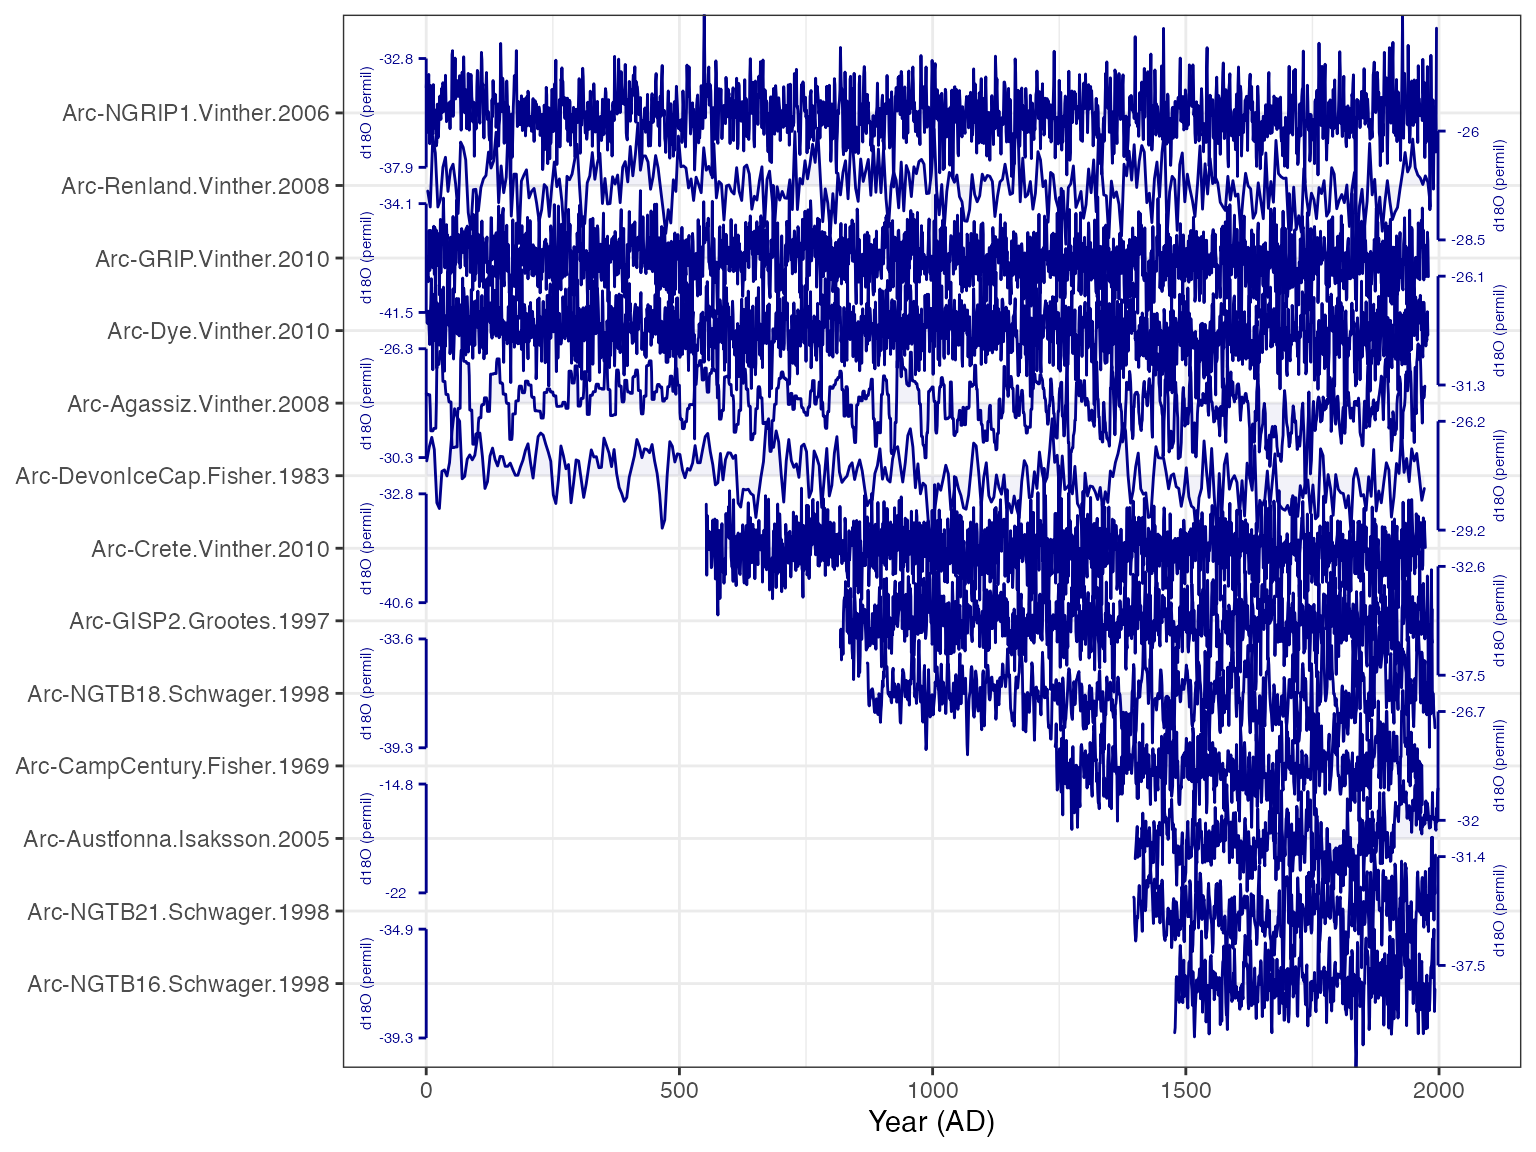 Arc-NGRIP1.Vinther.2006
Arc-Renland.Vinther.2008
Arc-GRIP.Vinther.2010
Arc-Dye.Vinther.2010
Arc-Agassiz.Vinther.2008
Arc-DevonIceCap.Fisher.1983
Arc-Crete.Vinther.2010
Arc-GISP2.Grootes.1997
Arc-NGTB18.Schwager.1998
Arc-CampCentury.Fisher.1969
Arc-Austfonna.Isaksson.2005
Arc-NGTB21.Schwager.1998
Arc-NGTB16.Schwager.1998
-32.8
d18O (permil)
-37.9
-34.1
d18O (permil)
-41.5
-26.3
d18O (permil)
-30.3
-32.8
d18O (permil)
-40.6
-33.6
d18O (permil)
-39.3
-14.8
d18O (permil)
-22
-34.9
d18O (permil)
-39.3
-26
d18O (permil)
-28.5
-26.1
d18O (permil)
-31.3
-26.2
d18O (permil)
-29.2
-32.6
d18O (permil)
-37.5
-26.7
d18O (permil)
-32
-31.4
d18O (permil)
-37.5
0 500 1000 1500 2000
Year (AD)